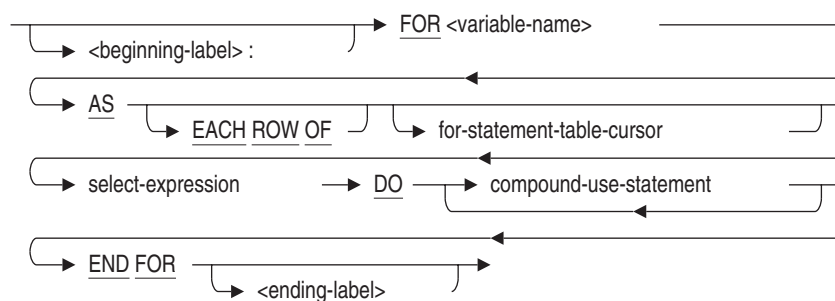 FOR <variable-name>
<beginning-label> :
AS
EACH ROW OF
for-statement-table-cursor
select-expression DO compound-use-statement
END FOR
<ending-label>